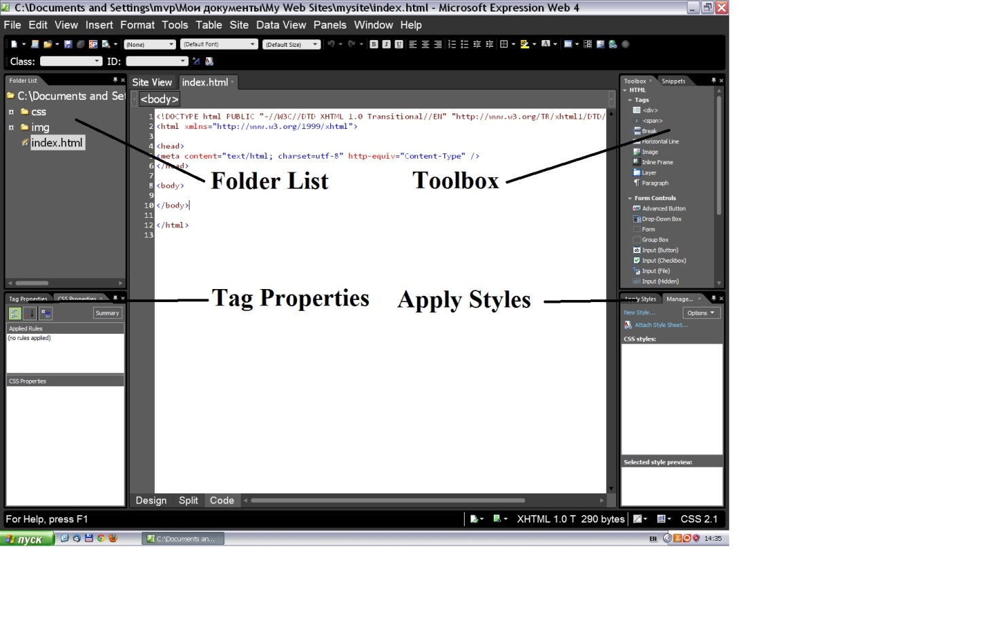 C:\Documents and Settings\mvp\Мои документы\My Web Sites\mysite\index.html - Microsoft Expression Web 4
File Edit View Insert Format Tools Table Site Data View Panels Window Help
(None) (Default Font) (Default Size) B I U A
Class: ID:
Folder List
C:\Documents and Set
css
img
index.html
Site View index.html
<body>
1 <!DOCTYPE html PUBLIC "-//W3C//DTD XHTML 1.0 Transitional//EN" "http://www.w3.org/TR/xhtml1/DTD/
2 <html xmlns="http://www.w3.org/1999/xhtml">
3
4 <head>
5 <meta content="text/html; charset=utf-8" http-equiv="Content-Type" />
6 </head>
7
8 <body>
9
10 </body>
11
12 </html>
13
Folder List
Toolbox
Tag Properties
Apply Styles
Toolbox Snippets
HTML
Tags
<div>
<span>
Break
Horizontal Line
Image
Inline Frame
Layer
Paragraph
Form Controls
Advanced Button
Drop-Down Box
Form
Group Box
Input (Button)
Input (Checkbox)
Input (File)
Input (Hidden)
Tag Properties CSS Properties
Summary
Applied Rules
(no rules applied)
CSS Properties
Apply Styles Manage...
New Style... Options
Attach Style Sheet...
CSS styles:
Selected style preview:
Design Split Code
For Help, press F1
XHTML 1.0 T 290 bytes CSS 2.1
пуск C:\Documents an... EN 14:35